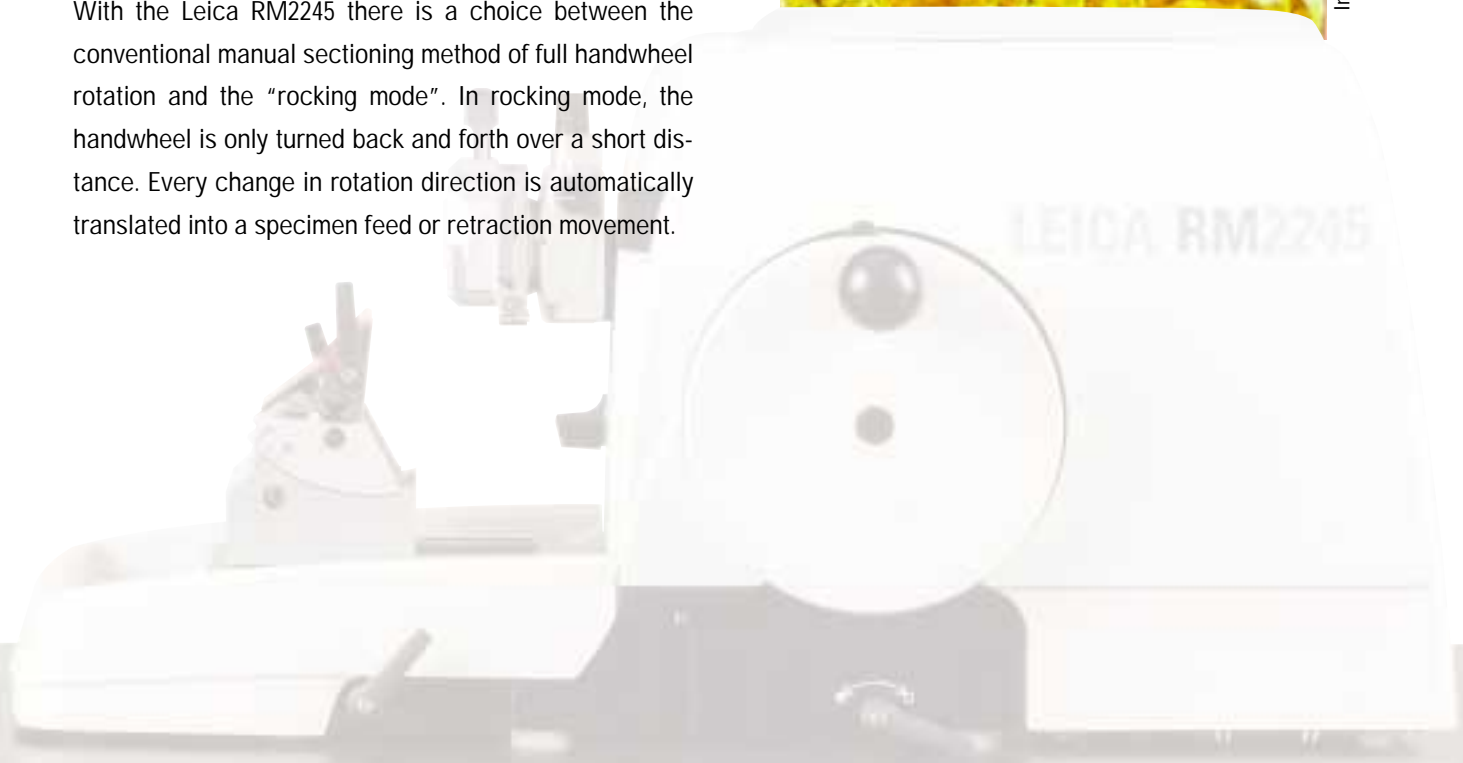 With the Leica RM2245 there is a choice between the
conventional manual sectioning method of full handwheel
rotation and the “rocking mode”. In rocking mode, the
handwheel is only turned back and forth over a short dis-
tance. Every change in rotation direction is automatically
translated into a specimen feed or retraction movement.
LEICA RM2245